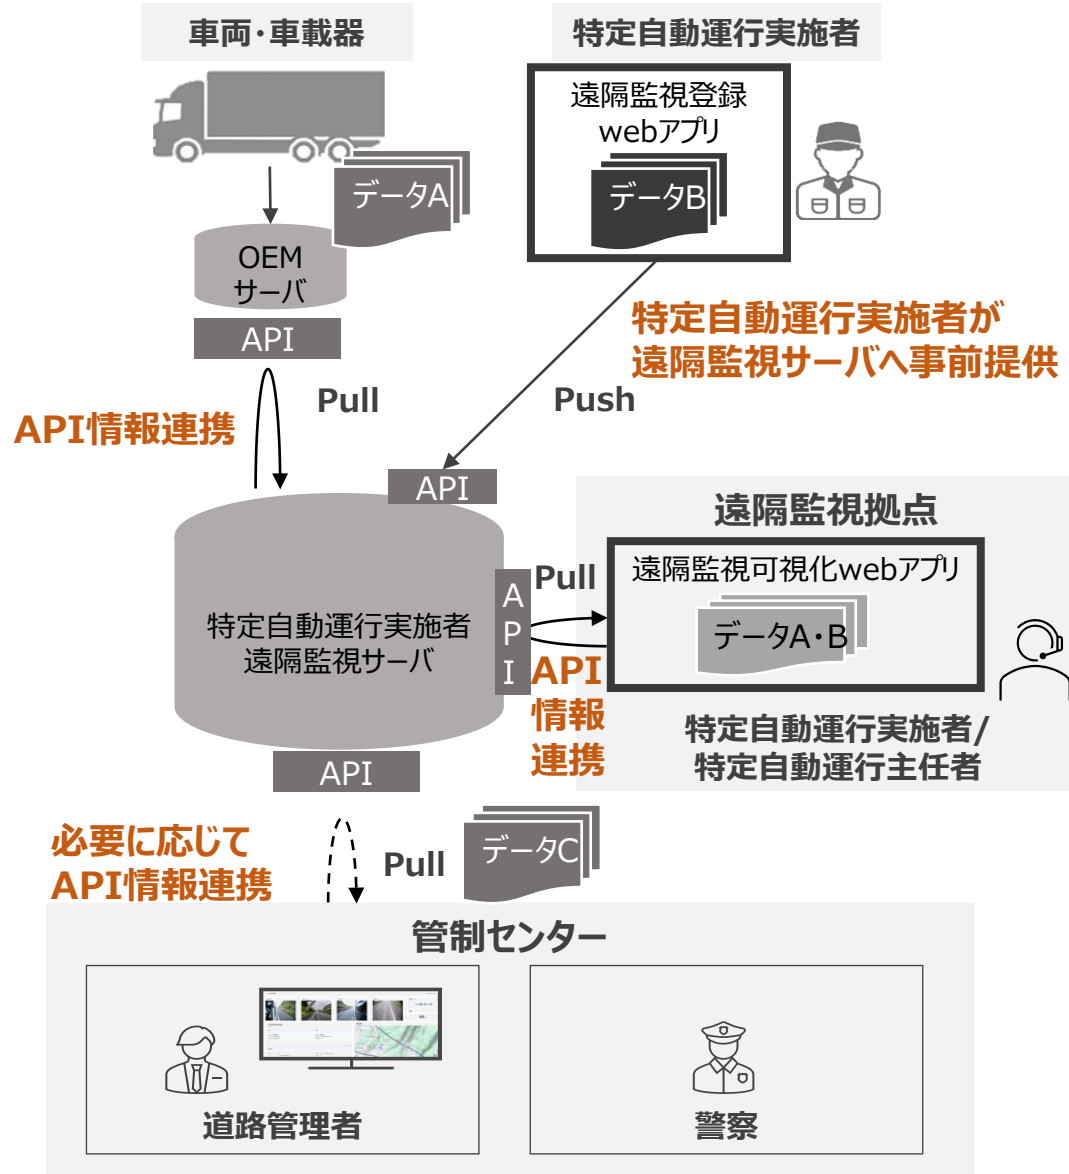 車両・車載器
特定自動運行実施者
遠隔監視登録
webアプリ
データA
データB
OEM
サーバ
API
特定自動運行実施者が
遠隔監視サーバへ事前提供
Pull
Push
API情報連携
API
遠隔監視拠点
Pull
遠隔監視可視化webアプリ
API
データA・B
特定自動運行実施者
遠隔監視サーバ
API
情報
連携
特定自動運行実施者/
特定自動運行主任者
API
必要に応じて
API情報連携
Pull
データC
管制センター
道路管理者
警察